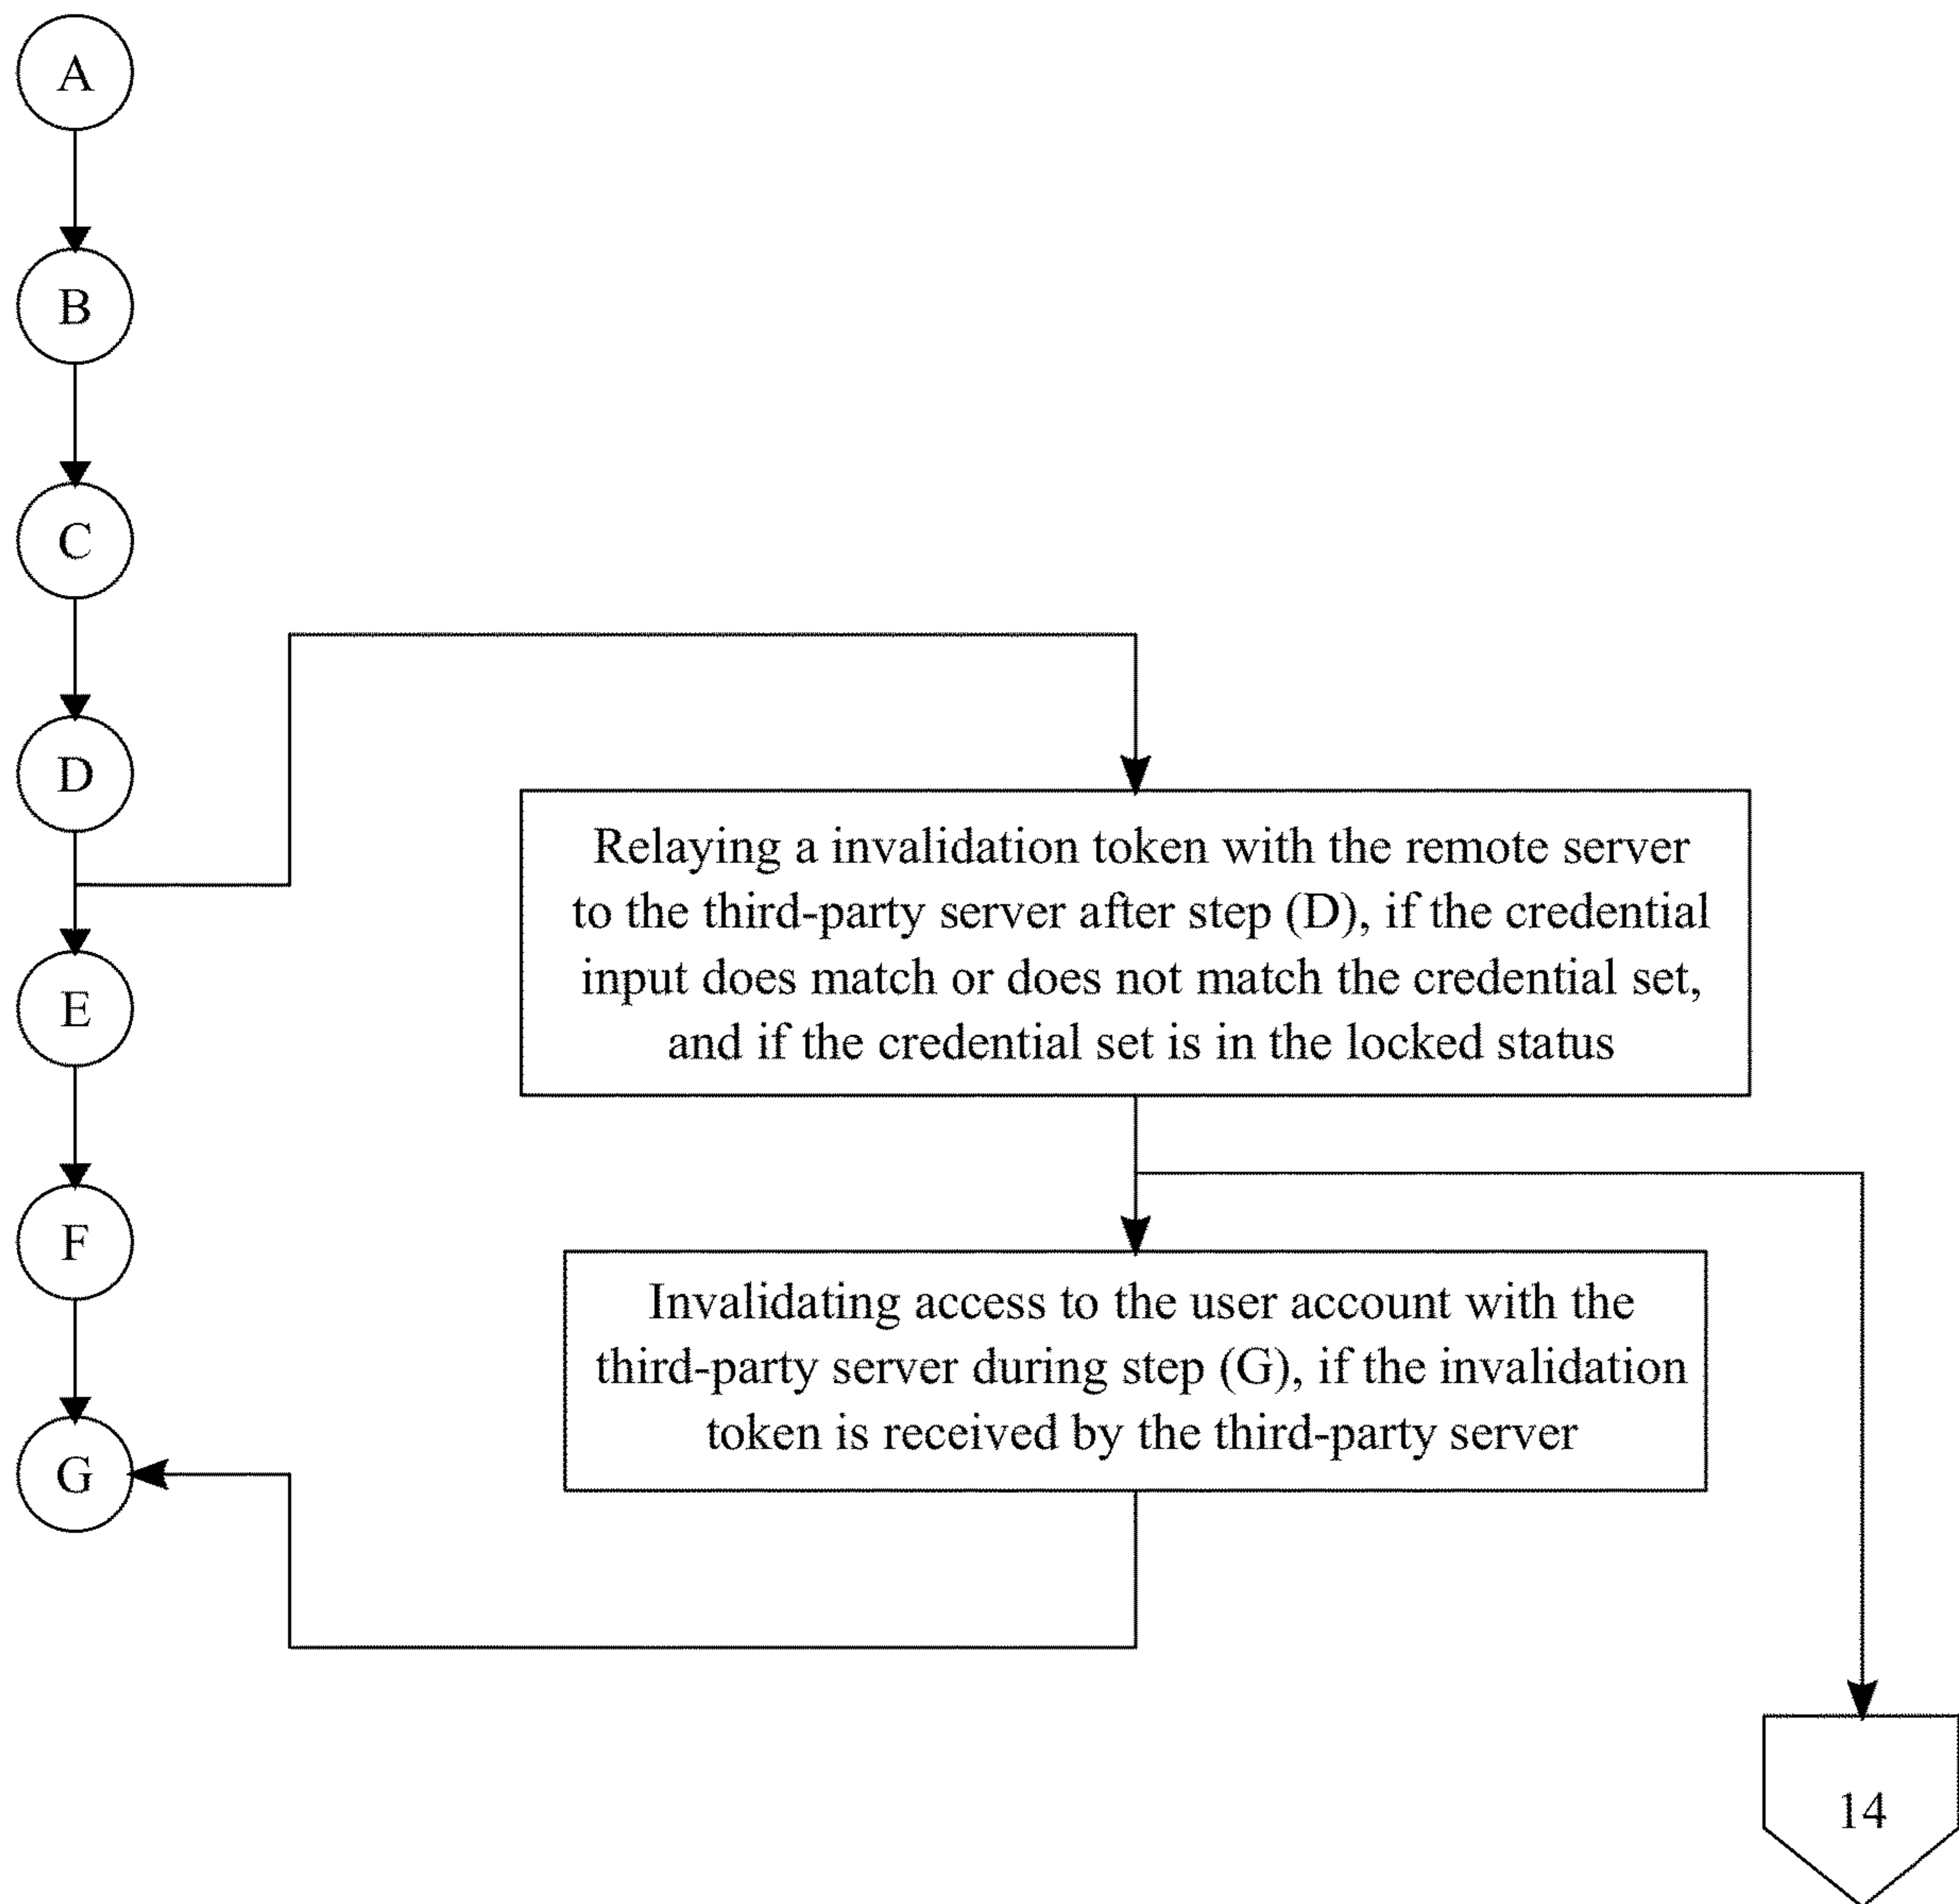 A
B
C
D
Relaying a invalidation token with the remote server
to the third-party server after step (D), if the credential
input does match or does not match the credential set,
and if the credential set is in the locked status
E
F
Invalidating access to the user account with the
third-party server during step (G), if the invalidation
token is received by the third-party server
G
14